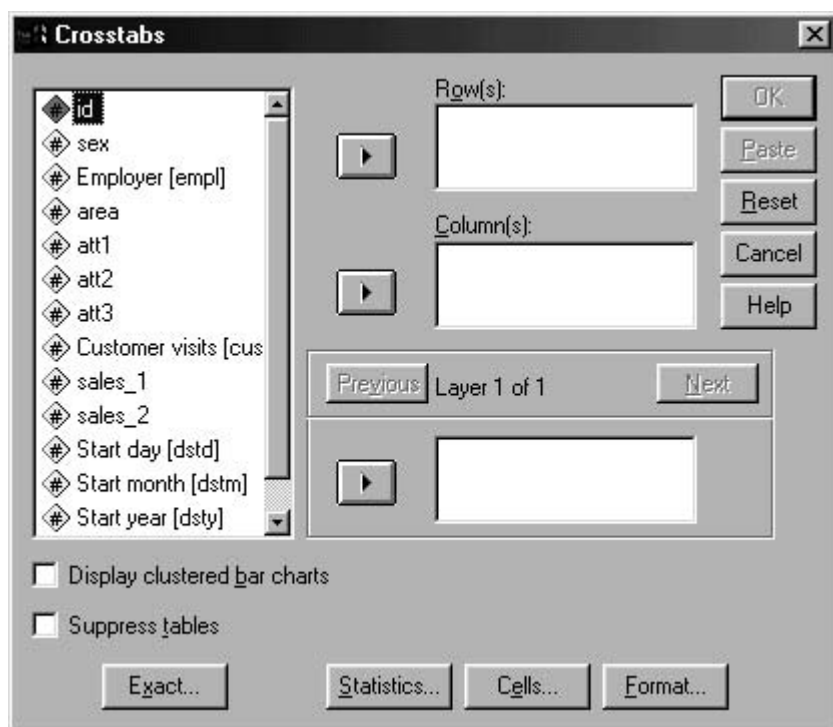 Crosstabs
id
sex
Employer [empl]
area
att1
att2
att3
Customer visits [cus
sales_1
sales_2
Start day [dstd]
Start month [dstm]
Start year [dsty]
Row(s):
Column(s):
Previous
Layer 1 of 1
Next
OK
Paste
Reset
Cancel
Help
Display clustered bar charts
Suppress tables
Exact...
Statistics...
Cells...
Format...